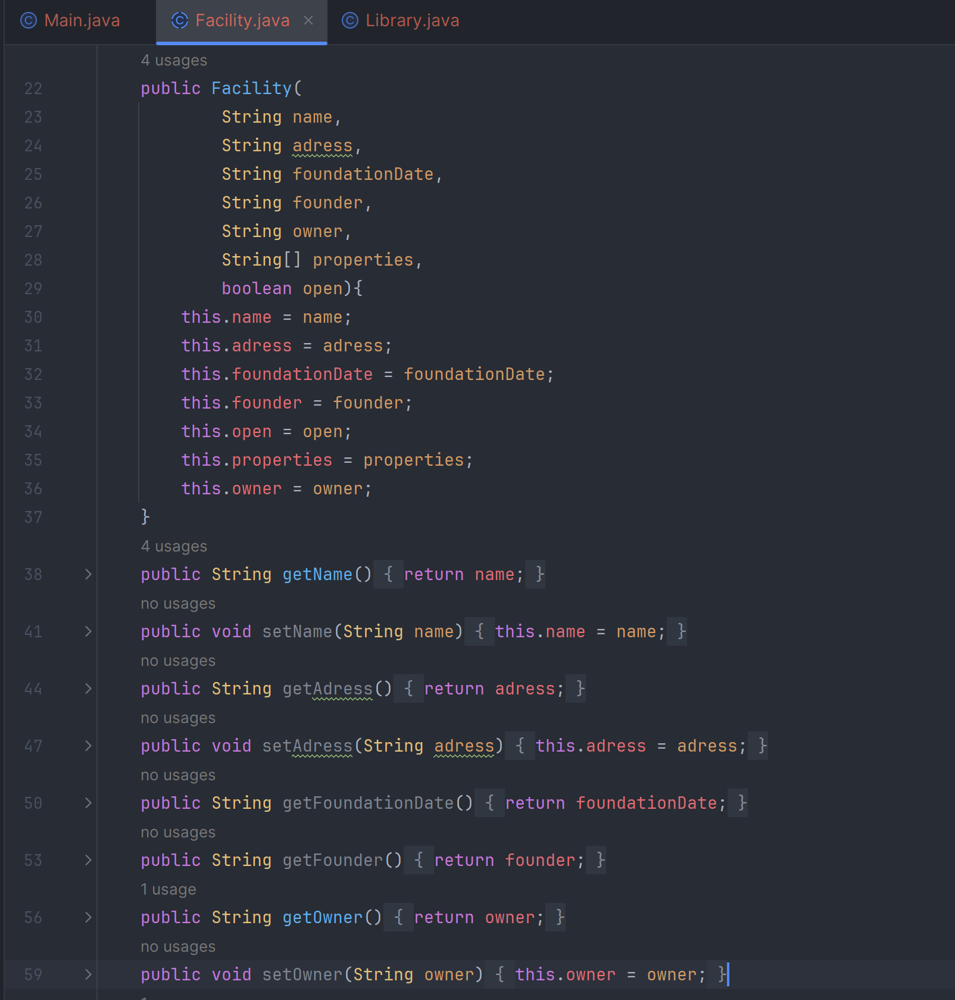 Main.java Facility.java Library.java
4 usages
22 public Facility(
23 String name,
24 String adress,
25 String foundationDate,
26 String founder,
27 String owner,
28 String[] properties,
29 boolean open){
30 this.name = name;
31 this.adress = adress;
32 this.foundationDate = foundationDate;
33 this.founder = founder;
34 this.open = open;
35 this.properties = properties;
36 this.owner = owner;
37 }
4 usages
38 public String getName() { return name; }
no usages
41 public void setName(String name) { this.name = name; }
no usages
44 public String getAdress() { return adress; }
no usages
47 public void setAdress(String adress) { this.adress = adress; }
no usages
50 public String getFoundationDate() { return foundationDate; }
no usages
53 public String getFounder() { return founder; }
1 usage
56 public String getOwner() { return owner; }
no usages
59 public void setOwner(String owner) { this.owner = owner; }